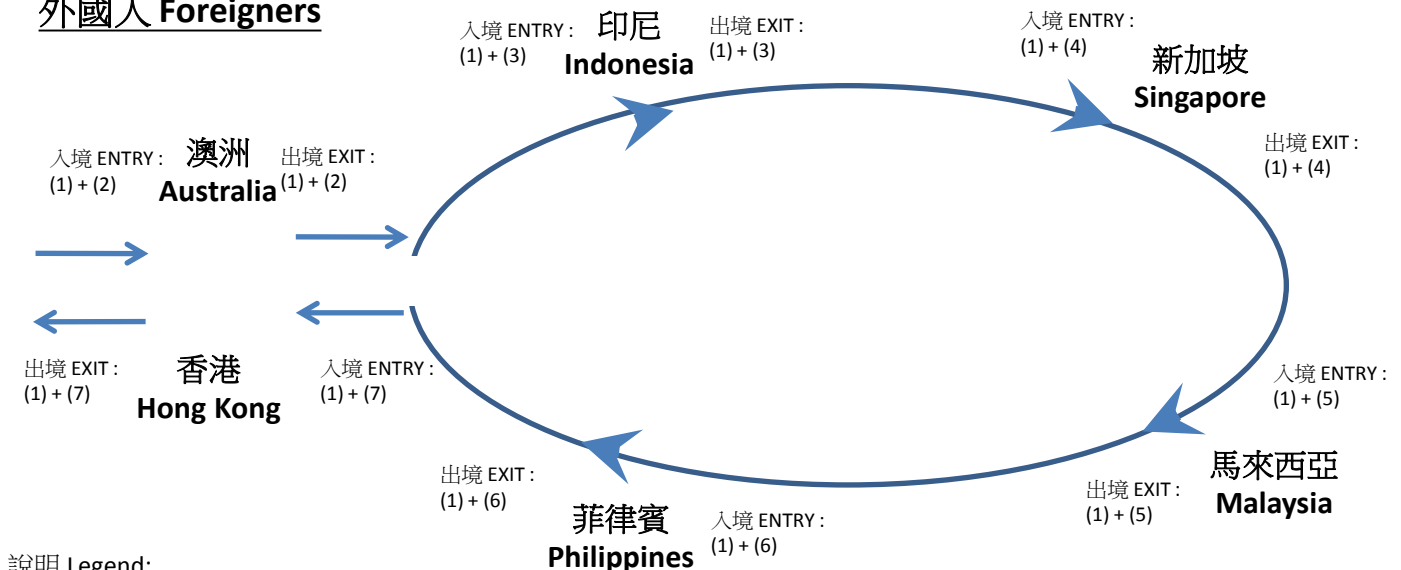 外國人 Foreigners
入境 ENTRY :
(1) + (3)
印尼
Indonesia
出境 EXIT :
(1) + (3)
入境 ENTRY :
(1) + (4)
新加坡
Singapore
出境 EXIT :
(1) + (4)
入境 ENTRY :
(1) + (2)
澳洲
Australia
出境 EXIT :
(1) + (2)
出境 EXIT :
(1) + (7)
香港
Hong Kong
入境 ENTRY :
(1) + (7)
入境 ENTRY :
(1) + (5)
馬來西亞
Malaysia
出境 EXIT :
(1) + (5)
出境 EXIT :
(1) + (6)
菲律賓
Philippines
入境 ENTRY :
(1) + (6)
說明 Legend: